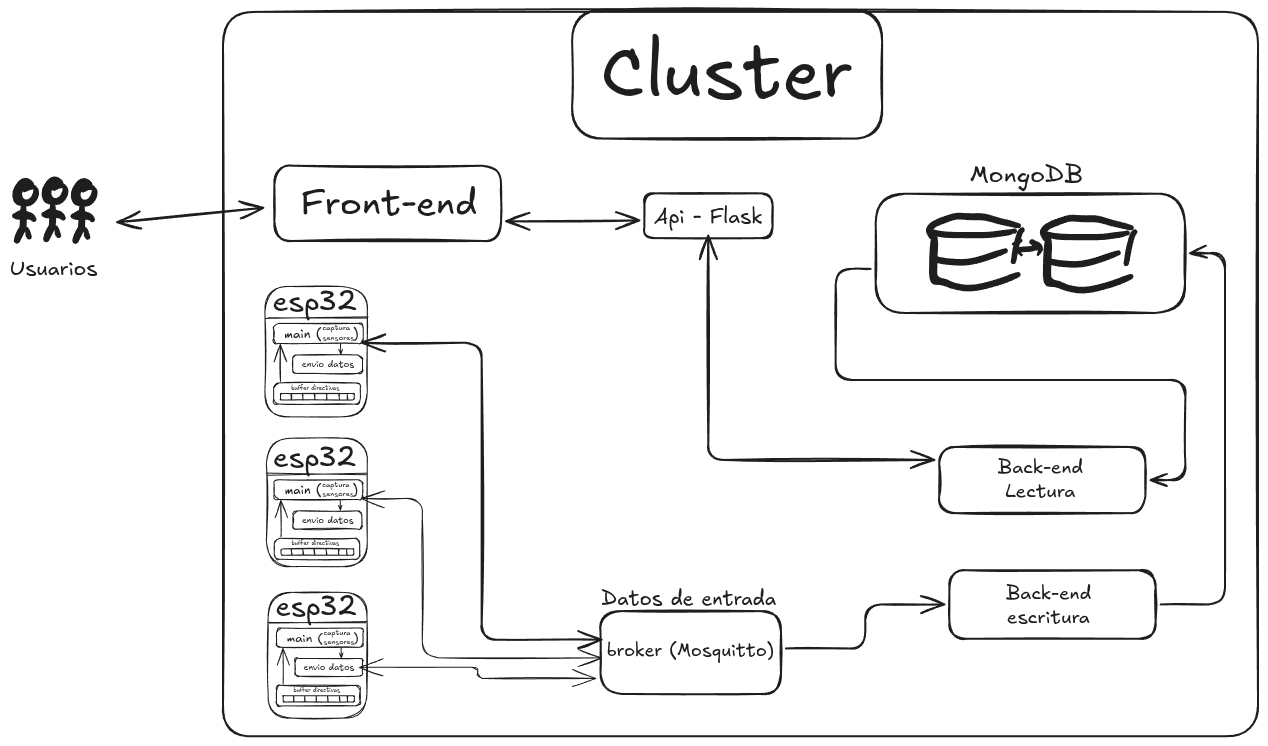 Cluster
MongoDB
Front-end
Api - Flask
Usuarios
esp32
main (captura
sensores)
envio datos
buffer directivas
esp32
main (captura
sensores)
envio datos
buffer directivas
esp32
main (captura
sensores)
envio datos
buffer directivas
Back-end
Lectura
Datos de entrada
broker (Mosquitto)
Back-end
escritura